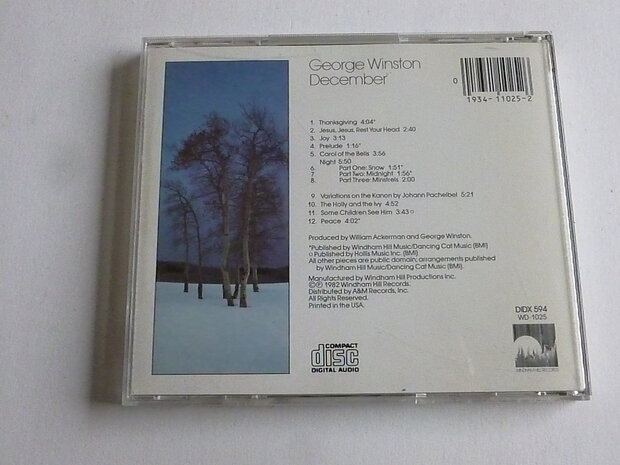 George Winston
December
0
1934-11025-2
1. Thanksgiving 4:04*
2. Jesus, Jesus, Rest Your Head 2:40
3. Joy 3:13
4. Prelude 1:16*
5. Carol of the Bells 3:56
Night 5:50
6. Part One: Snow 1:51*
7 Part Two: Midnight 1:56*
8. Part Three: Minstrels 2:00
9 Variations on the Kanon by Johann Pachelbel 5:21
10. The Holly and the Ivy 4:52
11 Some Children See Him 3:43 ○
12. Peace 4:02*
Produced by William Ackerman and George Winston.
*Published by Windham Hill Music/Dancing Cat Music (BMI)
○ Published by Hollis Music Inc. (BMI)
All other pieces are public domain; arrangements published
by Windham Hill Music/Dancing Cat Music (BMI).
Manufactured by Windham Hill Productions Inc.
©℗ 1982 Windham Hill Records.
Distributed by A&M Records, Inc.
All Rights Reserved.
Printed in the USA.
DIDX 594
WD-1025
COMPACT
disc
DIGITAL AUDIO
WINDHAM HILL RECORDS